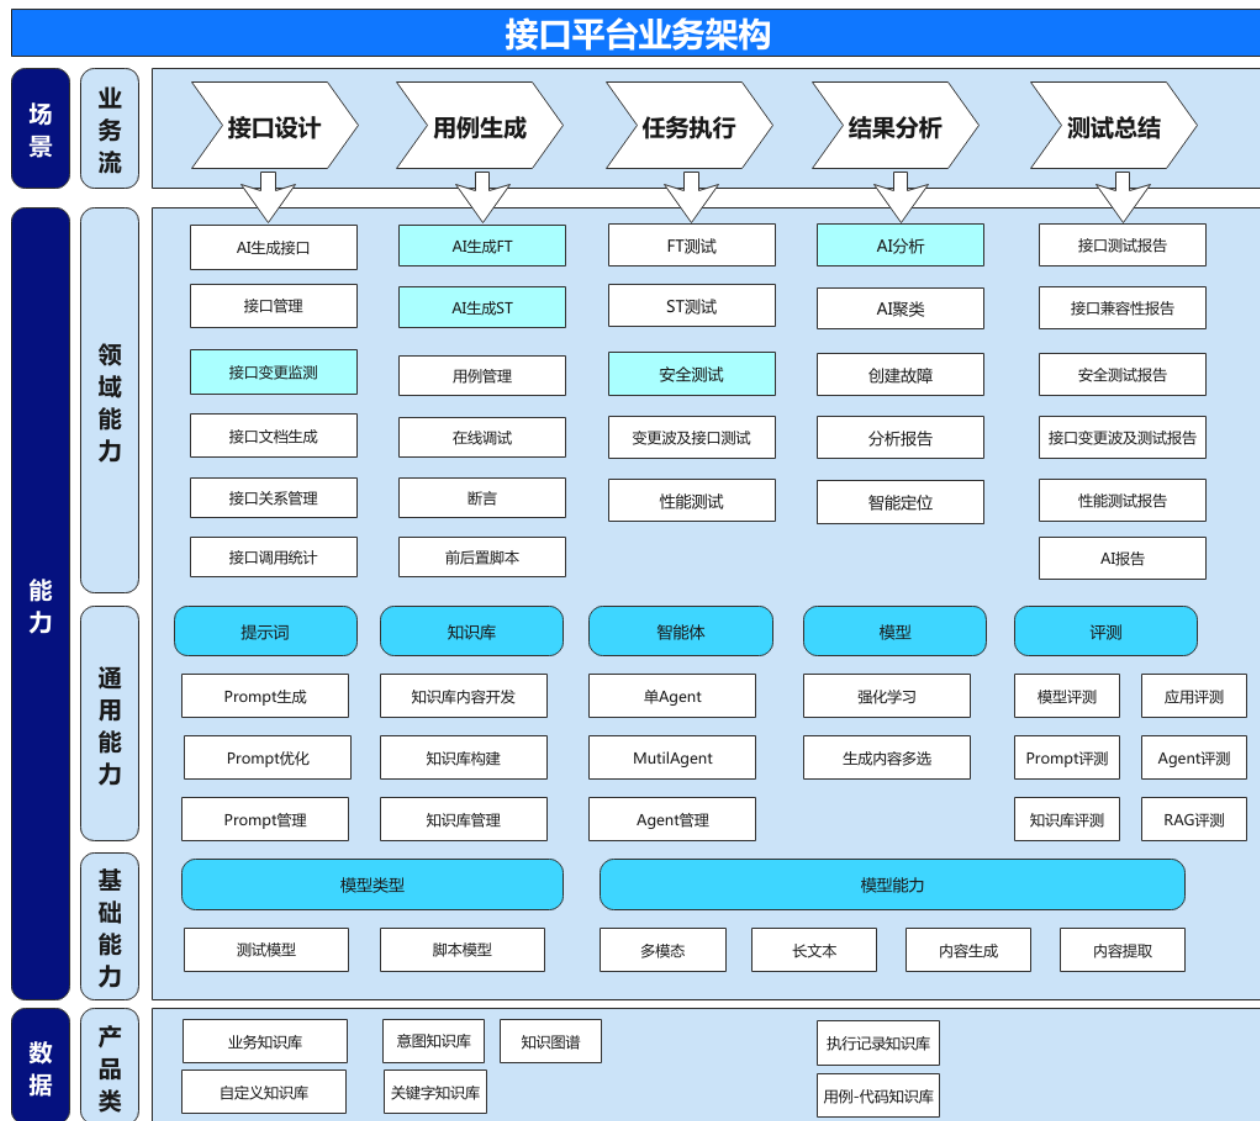 接口平台业务架构
场景
业务流
接口设计
用例生成
任务执行
结果分析
测试总结
能力
领域能力
AI生成接口
AI生成FT
FT测试
AI分析
接口测试报告
接口管理
AI生成ST
ST测试
AI聚类
接口兼容性报告
接口变更监测
用例管理
安全测试
创建故障
安全测试报告
接口文档生成
在线调试
变更波及接口测试
分析报告
接口变更波及测试报告
接口关系管理
断言
性能测试
智能定位
性能测试报告
接口调用统计
前后置脚本
AI报告
通用能力
提示词
知识库
智能体
模型
评测
Prompt生成
知识库内容开发
单Agent
强化学习
模型评测
应用评测
Prompt优化
知识库构建
MutilAgent
生成内容多选
Prompt评测
Agent评测
Prompt管理
知识库管理
Agent管理
知识库评测
RAG评测
基础能力
模型类型
模型能力
测试模型
脚本模型
多模态
长文本
内容生成
内容提取
数据
产品类
业务知识库
意图知识库
知识图谱
执行记录知识库
自定义知识库
关键字知识库
用例-代码知识库